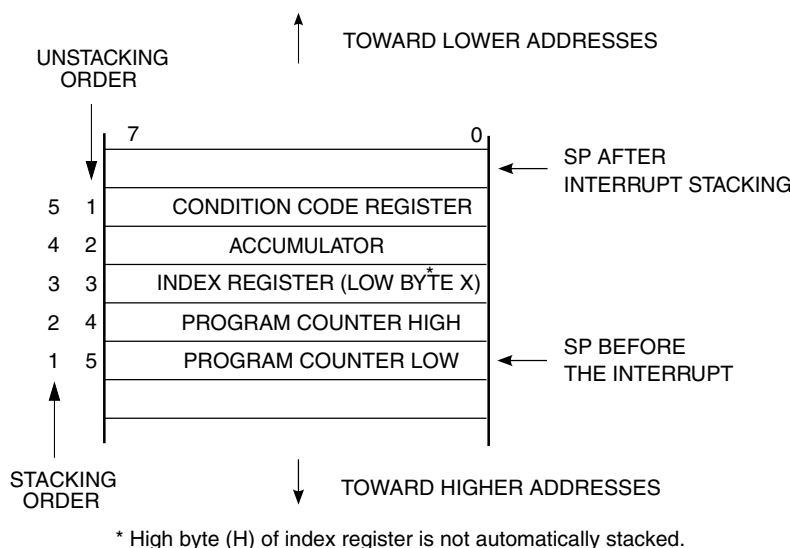 TOWARD LOWER ADDRESSES
UNSTACKING
ORDER
7 0
SP AFTER
INTERRUPT STACKING
5 1 CONDITION CODE REGISTER
4 2 ACCUMULATOR
3 3 INDEX REGISTER (LOW BYTE X)*
2 4 PROGRAM COUNTER HIGH
1 5 PROGRAM COUNTER LOW
SP BEFORE
THE INTERRUPT
STACKING
ORDER
TOWARD HIGHER ADDRESSES
* High byte (H) of index register is not automatically stacked.